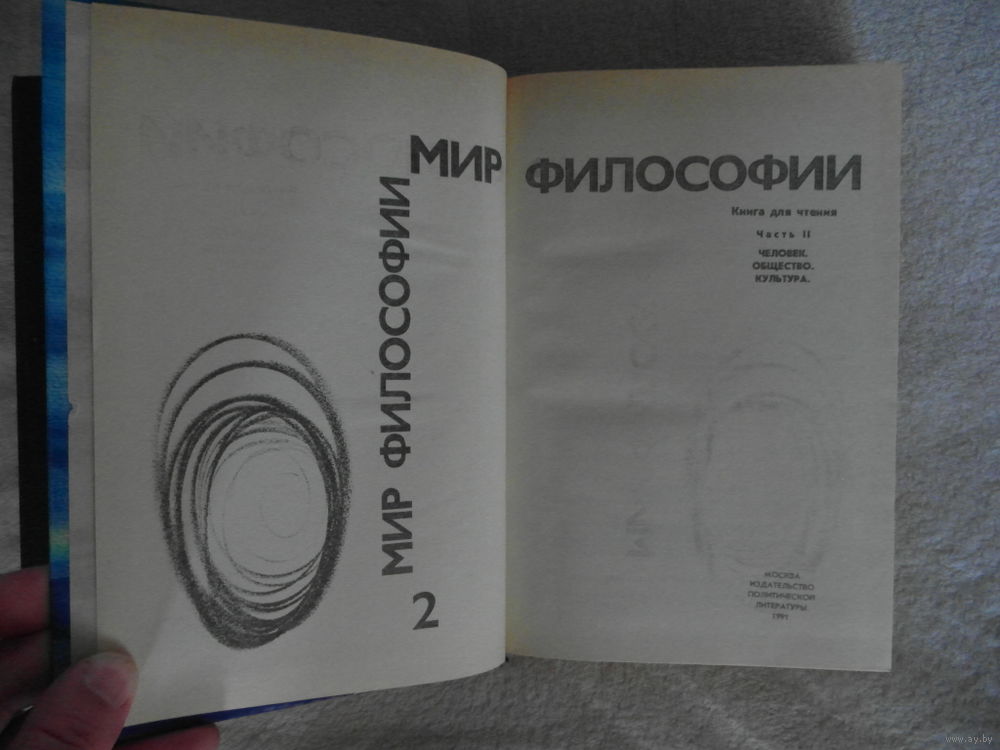 МИР ФИЛОСОФИИ
МИР ФИЛОСОФИИ
2
Книга для чтения
Часть II
ЧЕЛОВЕК.
ОБЩЕСТВО.
КУЛЬТУРА.
МОСКВА
ИЗДАТЕЛЬСТВО
ПОЛИТИЧЕСКОЙ
ЛИТЕРАТУРЫ
1991
www.ay.by